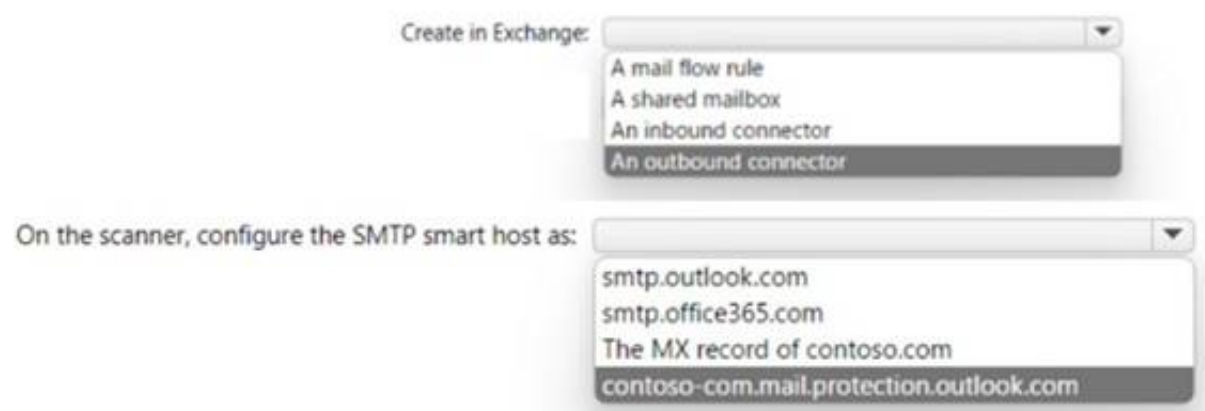 Create in Exchange:
A mail flow rule
A shared mailbox
An inbound connector
An outbound connector
On the scanner, configure the SMTP smart host as:
smtp.outlook.com
smtp.office365.com
The MX record of contoso.com
contoso-com.mail.protection.outlook.com